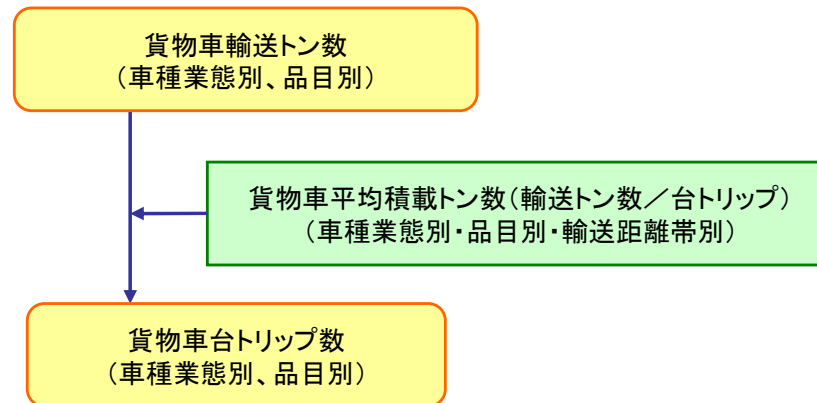 貨物車輸送トン数
（車種業態別、品目別）
貨物車平均積載トン数（輸送トン数／台トリップ）
（車種業態別・品目別・輸送距離帯別）
貨物車台トリップ数
（車種業態別、品目別）